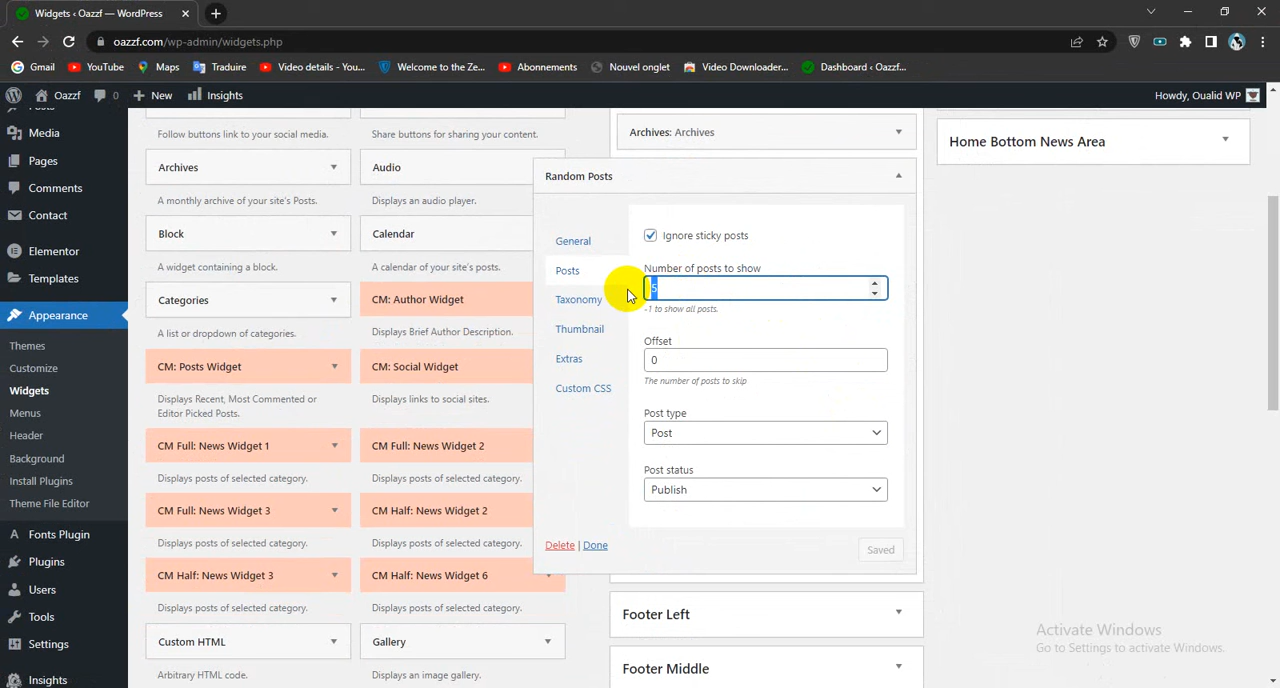 Widgets ‹ Oazzf — WordPress
oazzf.com/wp-admin/widgets.php
Gmail YouTube Maps Traduire Video details - You... Welcome to the Ze... Abonnements Nouvel onglet Video Downloader... Dashboard ‹ Oazzf...
Oazzf 0 New Insights Howdy, Oualid WP
Media
Pages
Comments
Contact
Elementor
Templates
Appearance
Themes
Customize
Widgets
Menus
Header
Background
Install Plugins
Theme File Editor
Fonts Plugin
Plugins
Users
Tools
Settings
Insights
Follow buttons link to your social media.
Share buttons for sharing your content.
Archives
Audio
A monthly archive of your site's Posts.
Displays an audio player.
Block
Calendar
A widget containing a block.
A calendar of your site's posts.
Categories
CM: Author Widget
A list or dropdown of categories.
Displays Brief Author Description.
CM: Posts Widget
CM: Social Widget
Displays Recent, Most Commented or
Editor Picked Posts.
Displays links to social sites.
CM Full: News Widget 1
CM Full: News Widget 2
Displays posts of selected category.
Displays posts of selected category.
CM Full: News Widget 3
CM Half: News Widget 2
Displays posts of selected category.
Displays posts of selected category.
CM Half: News Widget 3
CM Half: News Widget 6
Displays posts of selected category.
Displays posts of selected category.
Custom HTML
Gallery
Arbitrary HTML code.
Displays an image gallery.
Archives: Archives
Random Posts
General
Posts
Taxonomy
Thumbnail
Extras
Custom CSS
Ignore sticky posts
Number of posts to show
5
-1 to show all posts.
Offset
0
The number of posts to skip
Post type
Post
Post status
Publish
Delete | Done
Saved
Footer Left
Footer Middle
Home Bottom News Area
Activate Windows
Go to Settings to activate Windows.